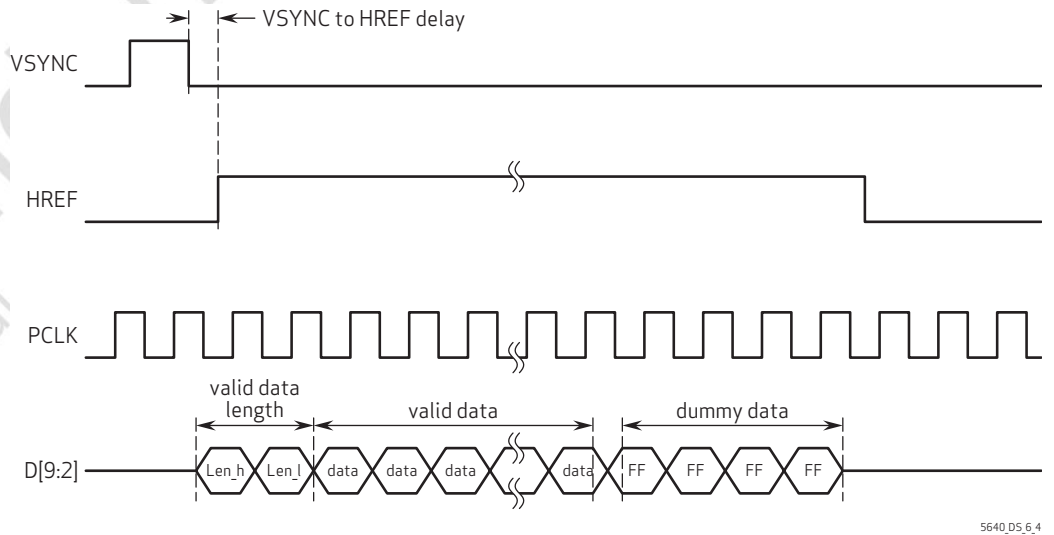 VSYNC to HREF delay
VSYNC
HREF
PCLK
valid data
length
valid data
dummy data
D[9:2]
Len_h Len_l data data data data FF FF FF FF
5640_DS_6_4